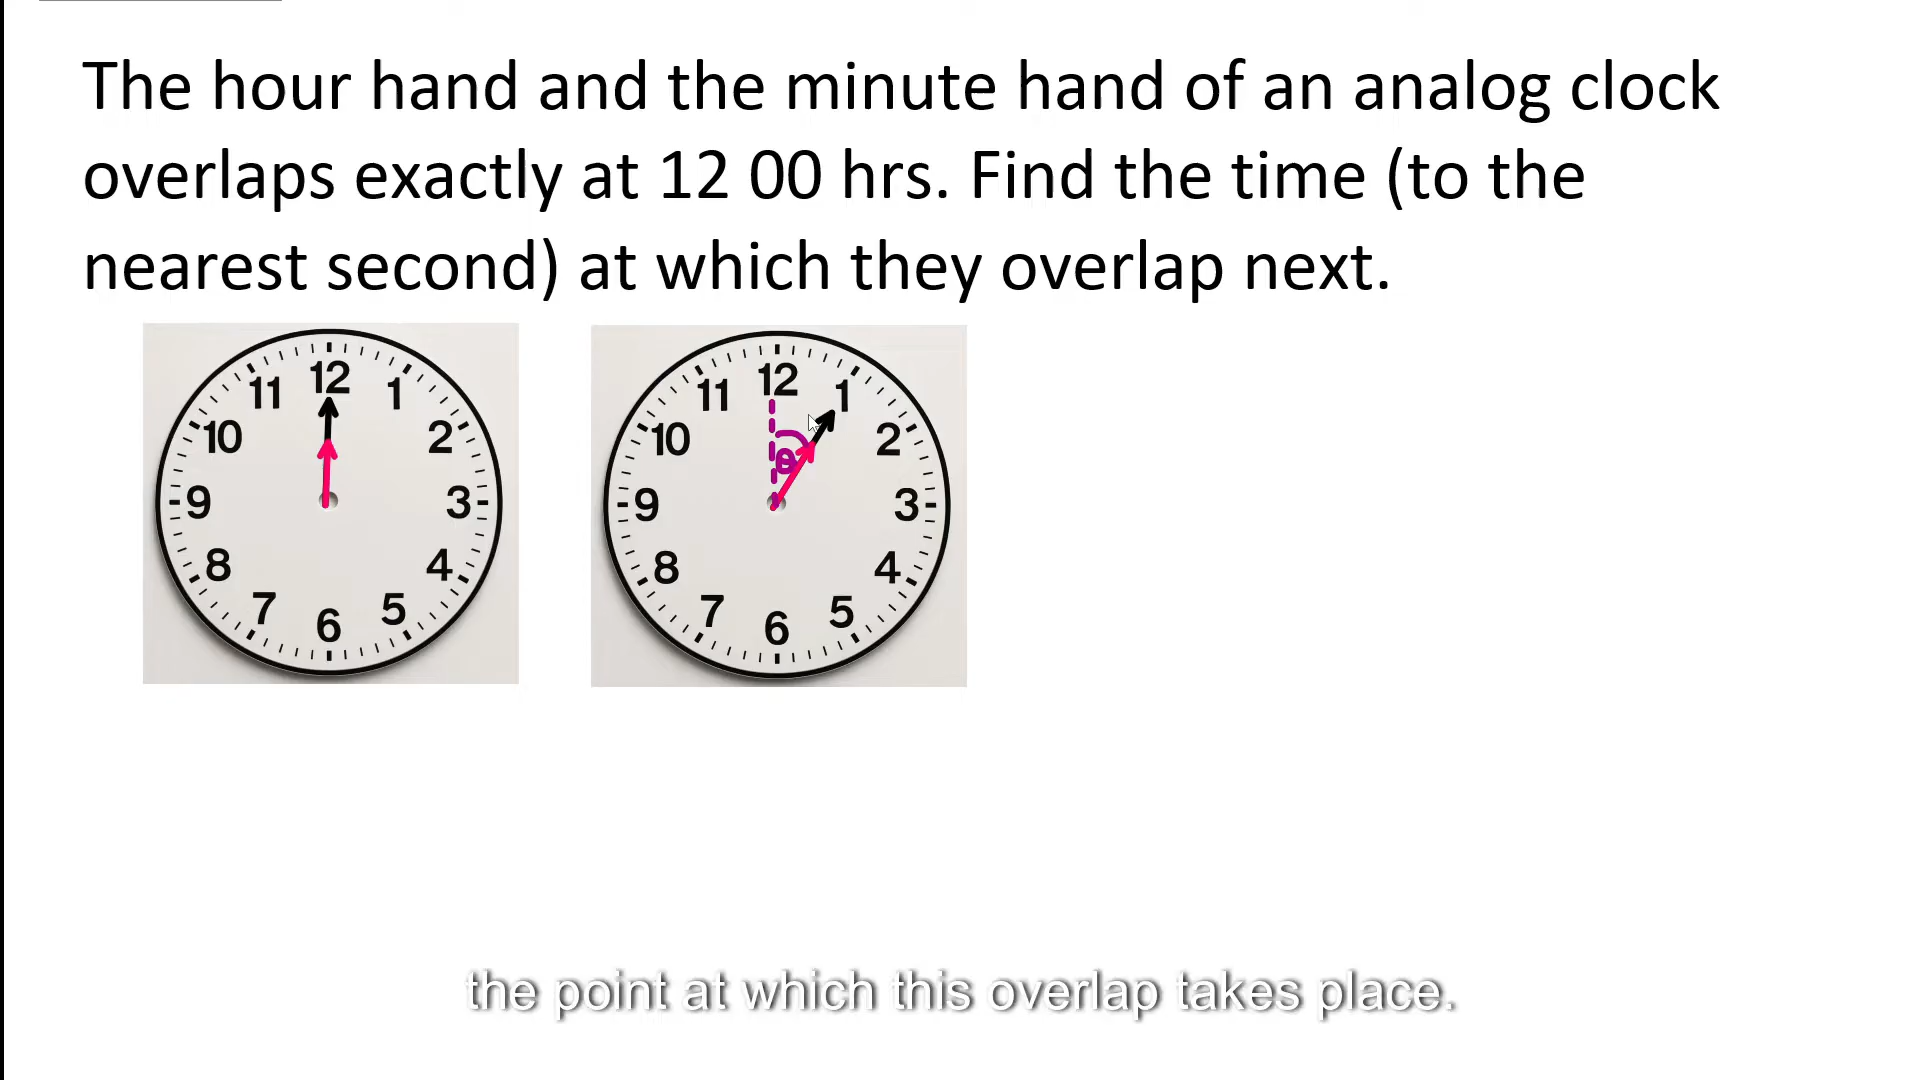 The hour hand and the minute hand of an analog clock
overlaps exactly at 12 00 hrs. Find the time (to the
nearest second) at which they overlap next.
12
11 1
10 2
9 3
8 4
7 5
6
12
11 1
10 2
θ
9 3
8 4
7 5
6
the point at which this overlap takes place.